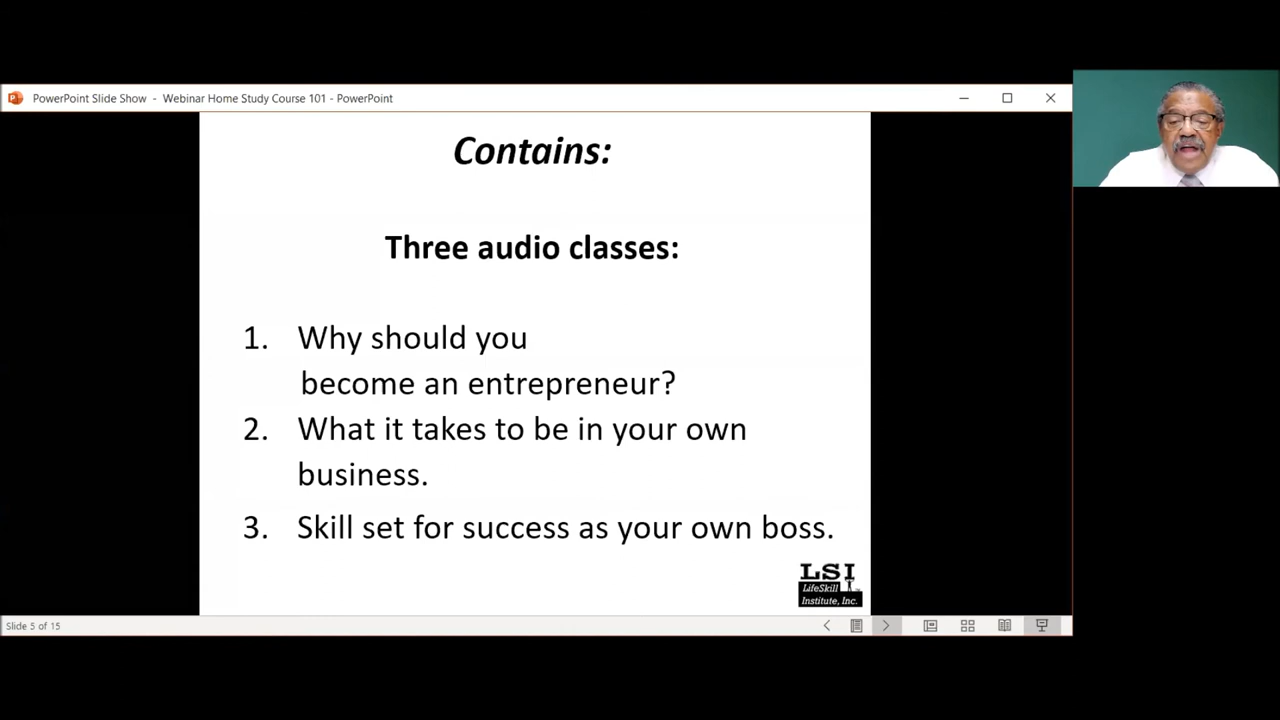 PowerPoint Slide Show - Webinar Home Study Course 101 - PowerPoint
Contains:
Three audio classes:
1. Why should you
become an entrepreneur?
2. What it takes to be in your own
business.
3. Skill set for success as your own boss.
LSI
LifeSkill
Institute, Inc.
Slide 5 of 15